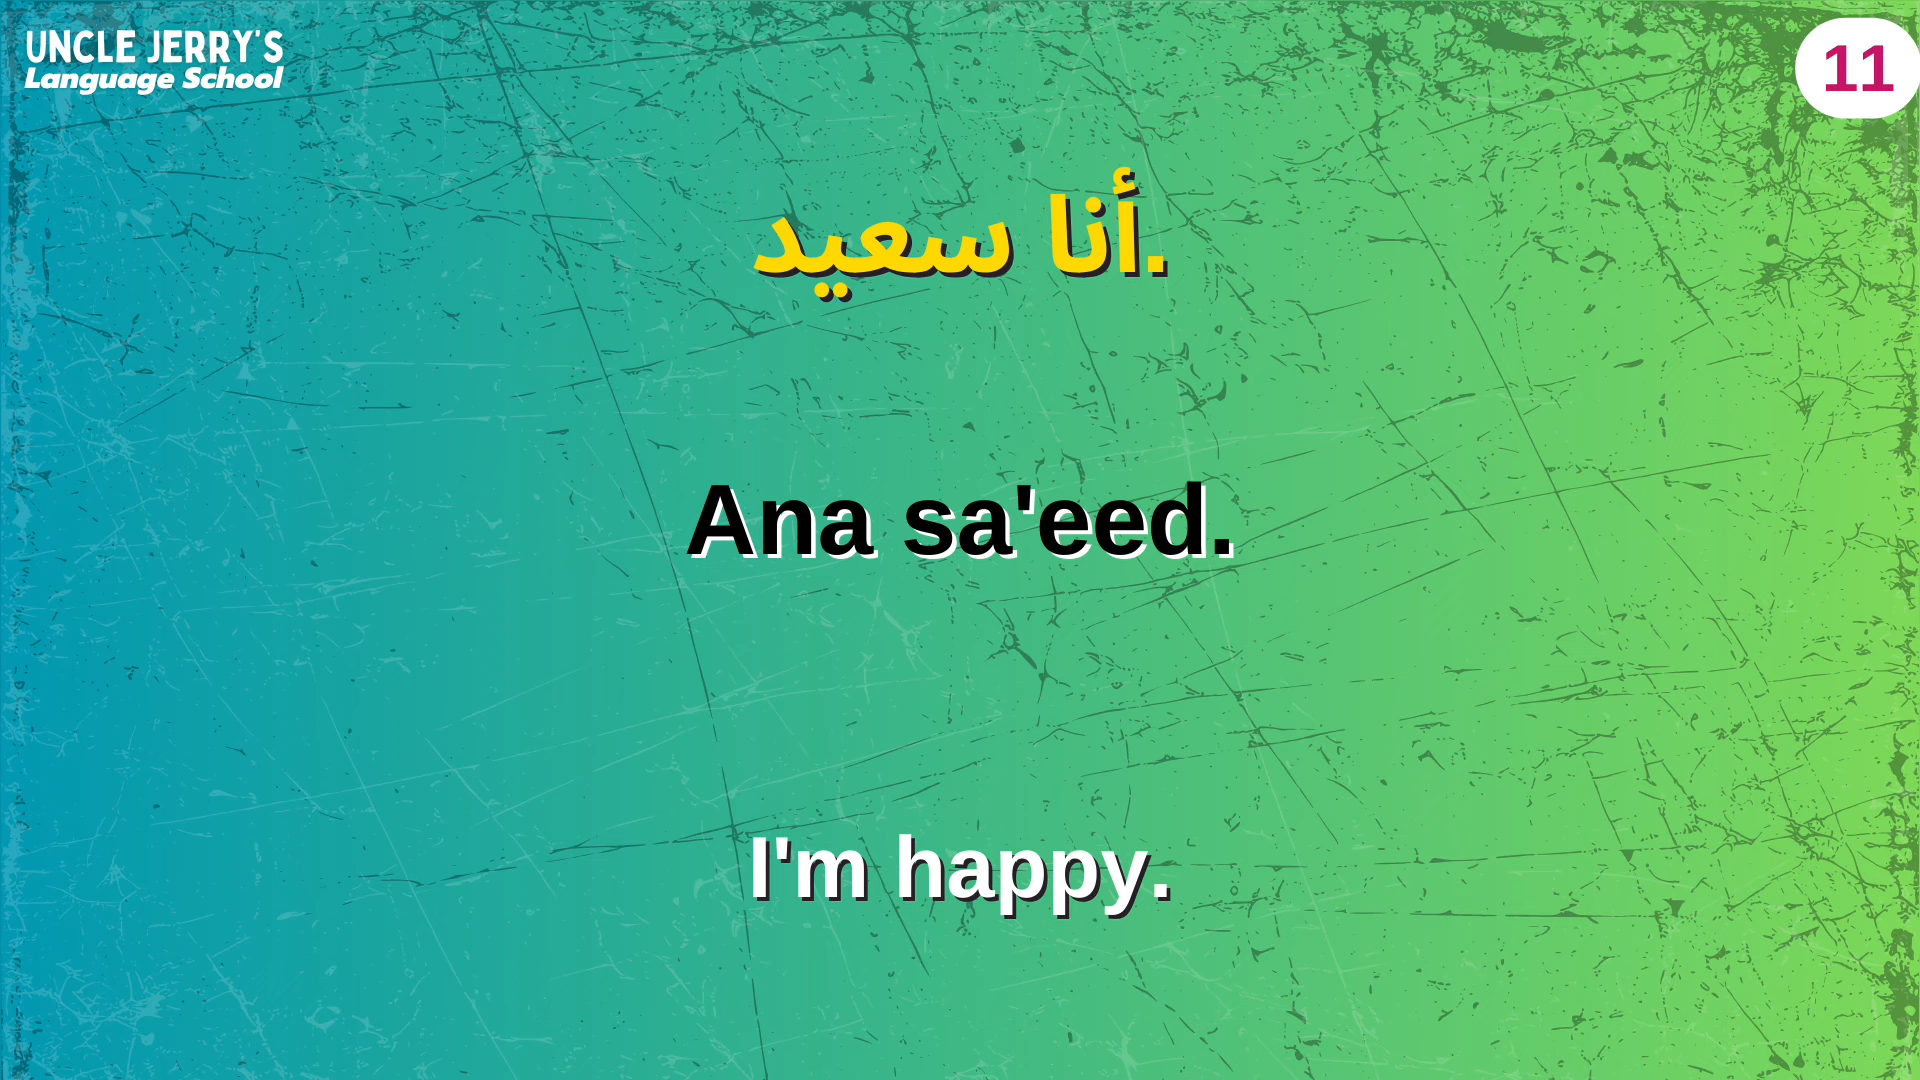 UNCLE JERRY'S
Language School
11
أنا سعيد.
Ana sa'eed.
I'm happy.